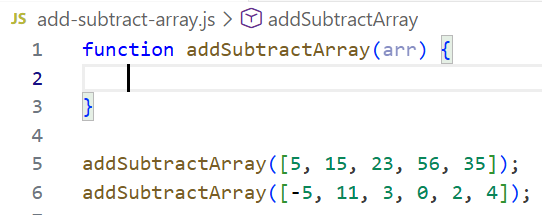 JS add-subtract-array.js > addSubtractArray
1 function addSubtractArray(arr) {
2
3 }
4
5 addSubtractArray([5, 15, 23, 56, 35]);
6 addSubtractArray([-5, 11, 3, 0, 2, 4]);